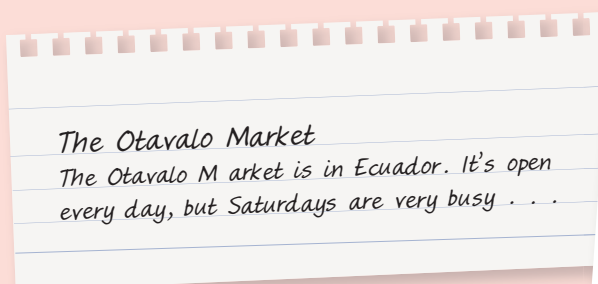 The Otavalo Market
The Otavalo M arket is in Ecuador. It's open
every day, but Saturdays are very busy . . .